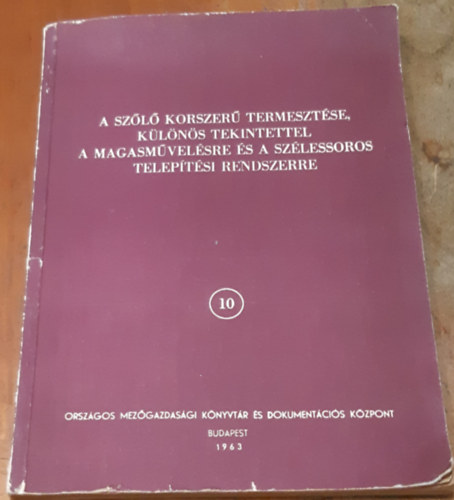 A SZŐLŐ KORSZERŰ TERMESZTÉSE,
KÜLÖNÖS TEKINTETTEL
A MAGASMŰVELÉSRE ÉS A SZÉLESSOROS
TELEPÍTÉSI RENDSZERRE
10
ORSZÁGOS MEZŐGAZDASÁGI KÖNYVTÁR ÉS DOKUMENTÁCIÓS KÖZPONT
BUDAPEST
1963